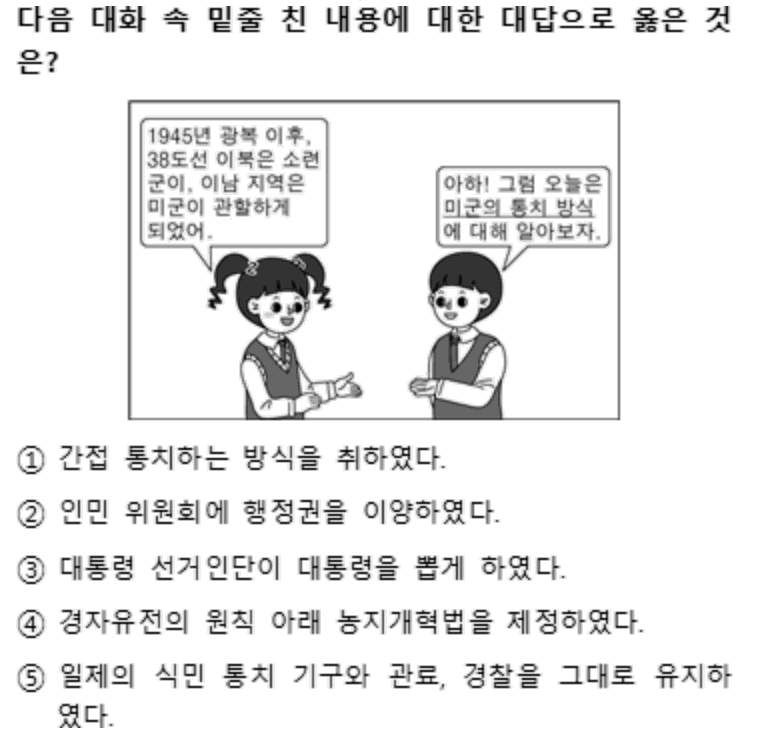 다음 대화 속 밑줄 친 내용에 대한 대답으로 옳은 것
은?
1945년 광복 이후,
38도선 이북은 소련
군이, 이남 지역은
미군이 관할하게
되었어.
아하! 그럼 오늘은
미군의 통치 방식
에 대해 알아보자.
① 간접 통치하는 방식을 취하였다.
② 인민 위원회에 행정권을 이양하였다.
③ 대통령 선거인단이 대통령을 뽑게 하였다.
④ 경자유전의 원칙 아래 농지개혁법을 제정하였다.
⑤ 일제의 식민 통치 기구와 관료, 경찰을 그대로 유지하
였다.